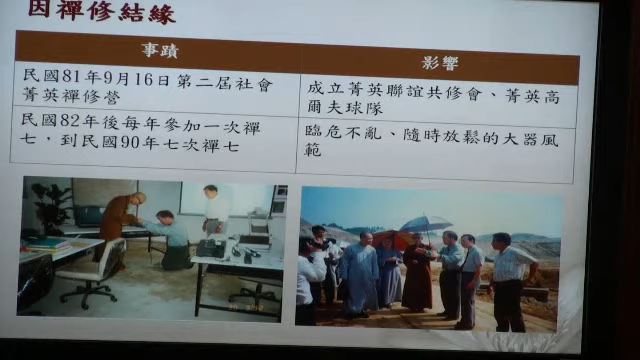 因禪修結緣
事蹟
影響
民國81年9月16日第二屆社會
菁英禪修營
成立菁英聯誼共修會、菁英高
爾夫球隊
民國82年後每年參加一次禪
七，到民國90年七次禪七
臨危不亂、隨時放鬆的大器風
範